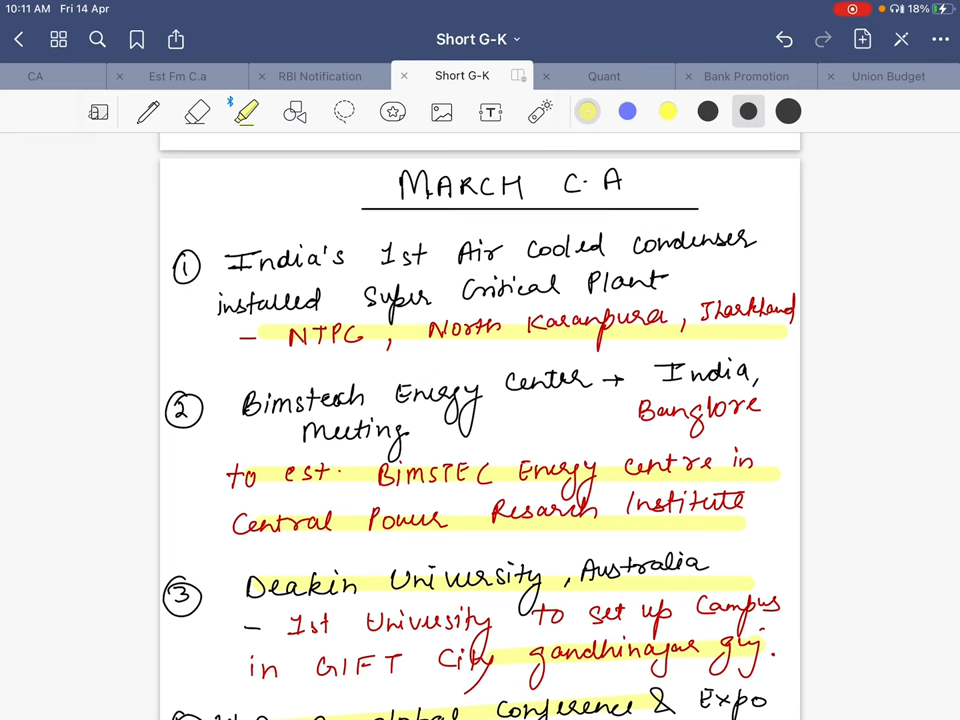 10:11 AM Fri 14 Apr 18%
Short G-K
CA Est Fm C.a RBI Notification Short G-K Quant Bank Promotion Union Budget
MARCH C.A
① India's 1st Air Cooled condenser
installed Super Critical Plant
- NTPC, North Karanpura, Jharkhand
② Bimstech Energy Center → India,
Meeting Banglore
to est. BIMSTEC Energy centre in
Central Power Resarch Institute
③ Deakin University, Australia
- 1st University to set up Campus
in GIFT City gandhinagar guj.
global Conference & Expo